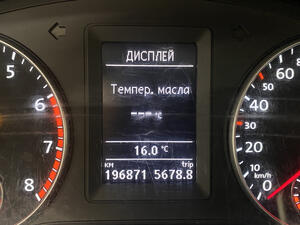 ДИСПЛЕЙ
Темпер. масла
--- °C
16.0 °C
км trip
196871 5678.8
5
6
7
8
60
50
40
30
20
10
km/h
0